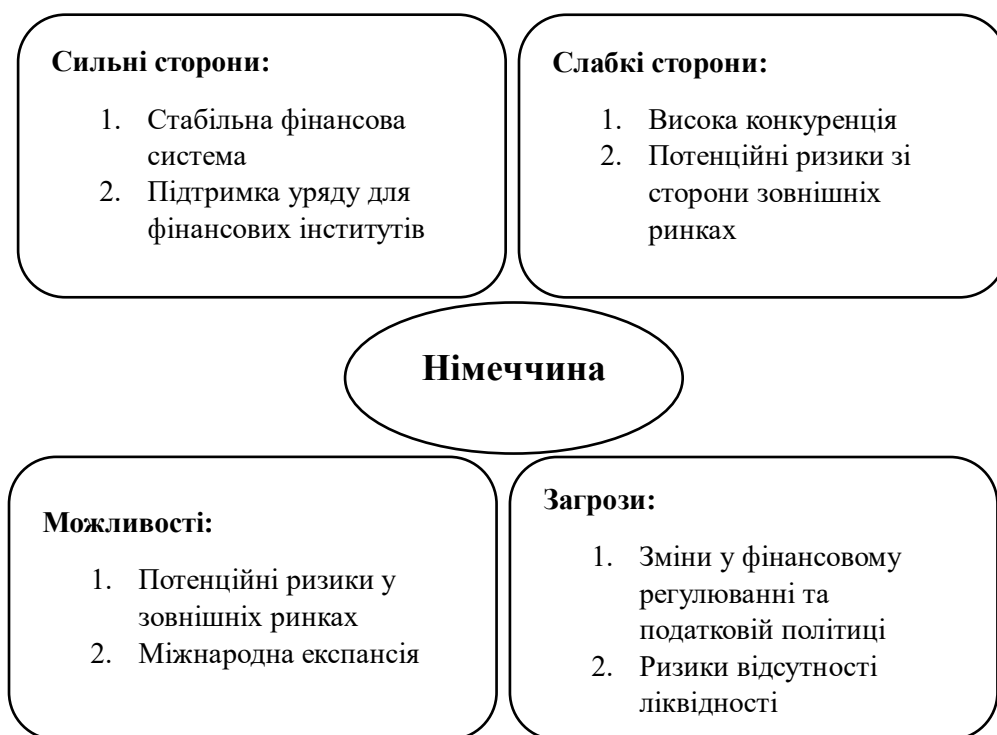 Сильні сторони:
1. Стабільна фінансова
система
2. Підтримка уряду для
фінансових інститутів
Слабкі сторони:
1. Висока конкуренція
2. Потенційні ризики зі
сторони зовнішніх
ринках
Німеччина
Можливості:
1. Потенційні ризики у
зовнішніх ринках
2. Міжнародна експансія
Загрози:
1. Зміни у фінансовому
регулюванні та
податковій політиці
2. Ризики відсутності
ліквідності